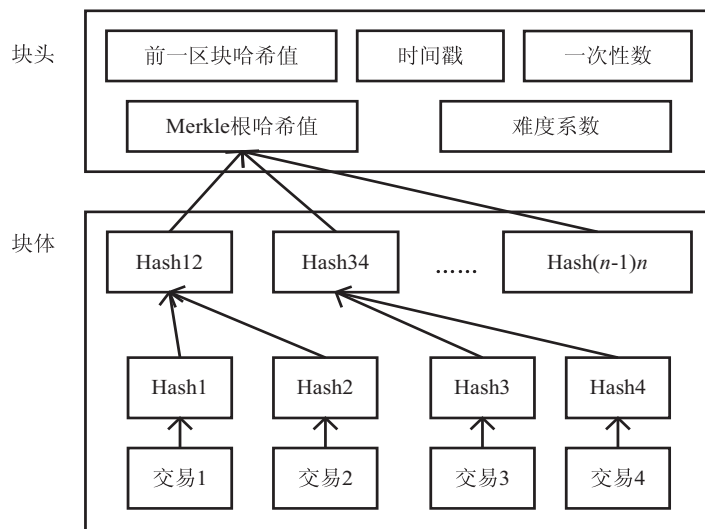 块头
前一区块哈希值 时间戳 一次性数
Merkle根哈希值 难度系数
块体
Hash12 Hash34 …… Hash(n-1)n
Hash1 Hash2 Hash3 Hash4
交易1 交易2 交易3 交易4